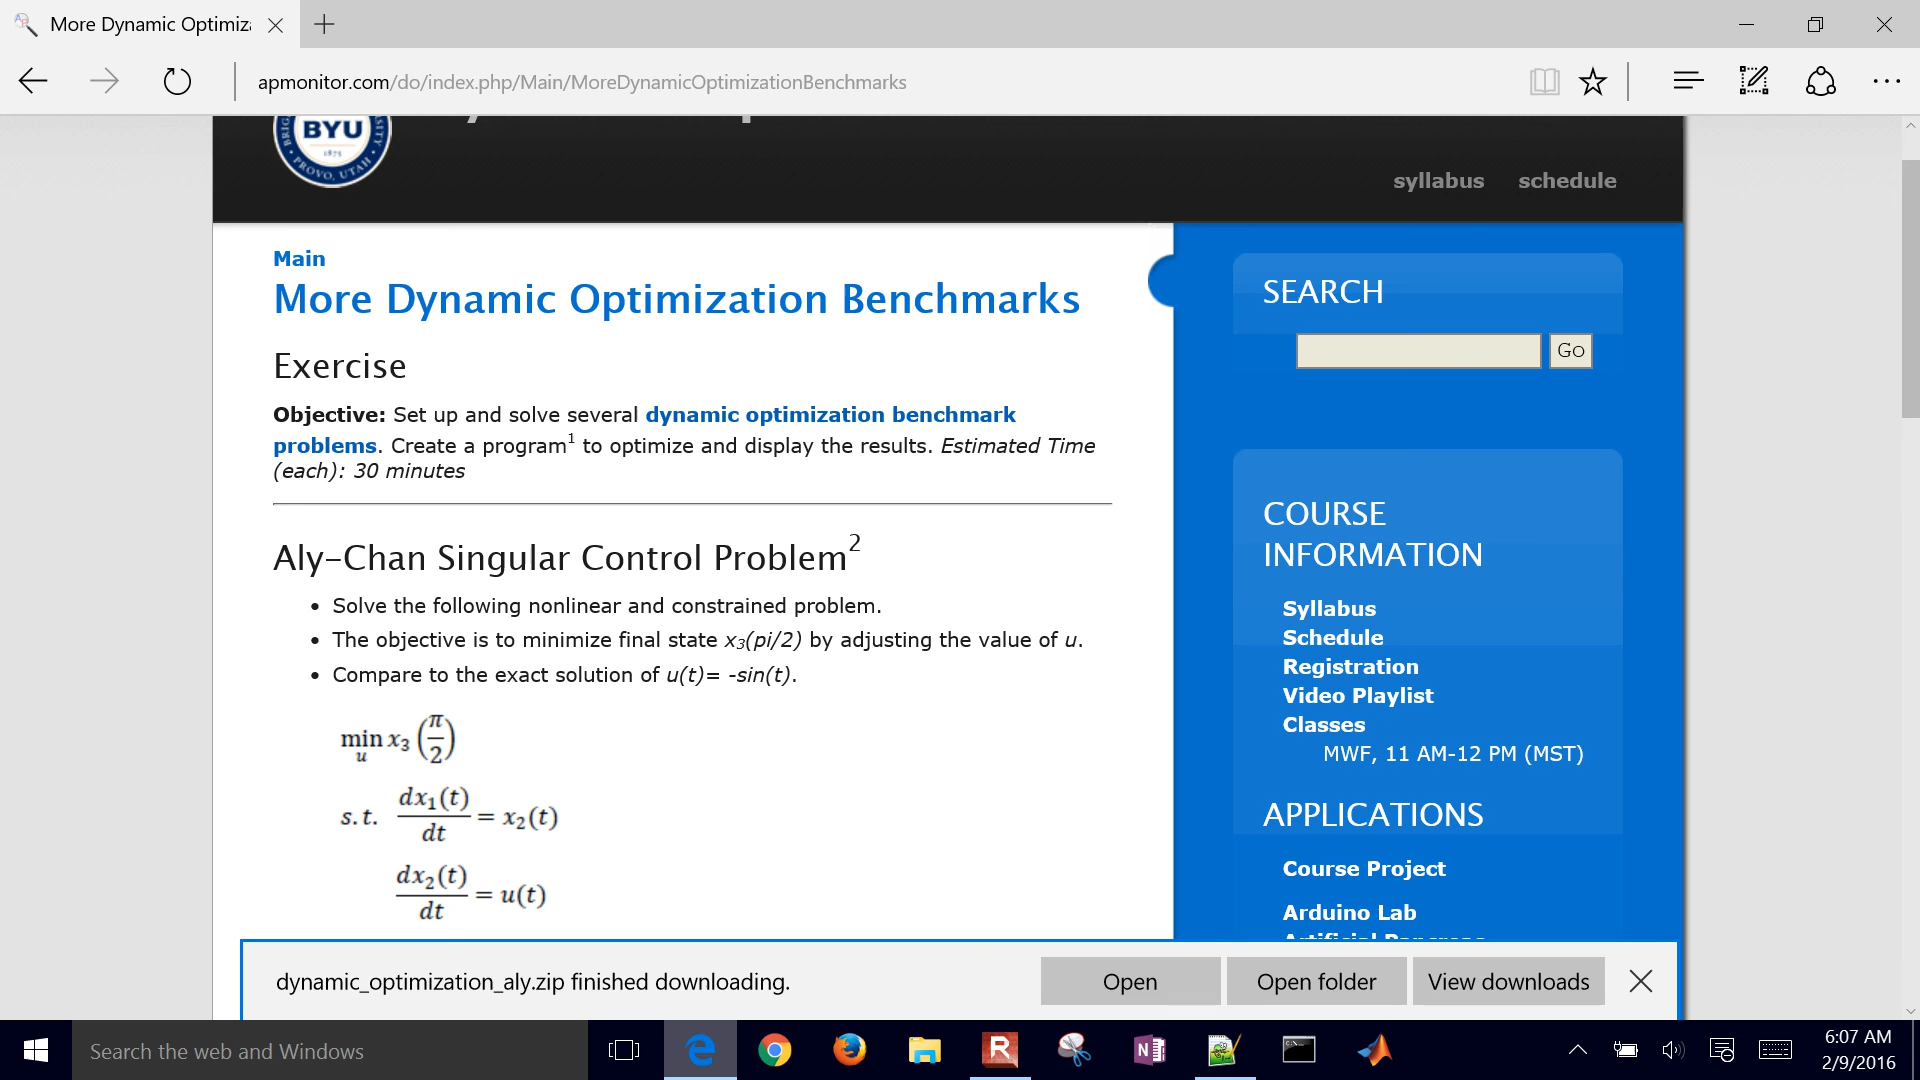 More Dynamic Optimiz
apmonitor.com/do/index.php/Main/MoreDynamicOptimizationBenchmarks
BYU
1875
PROVO, UTAH
syllabus schedule
Main
More Dynamic Optimization Benchmarks
Exercise
Objective: Set up and solve several dynamic optimization benchmark
problems. Create a program¹ to optimize and display the results. Estimated Time
(each): 30 minutes
Aly-Chan Singular Control Problem²
• Solve the following nonlinear and constrained problem.
• The objective is to minimize final state x₃(pi/2) by adjusting the value of u.
• Compare to the exact solution of u(t)= -sin(t).
min x₃ (π/2)
u
s.t. dx₁(t)/dt = x₂(t)
dx₂(t)/dt = u(t)
SEARCH
Go
COURSE
INFORMATION
Syllabus
Schedule
Registration
Video Playlist
Classes
MWF, 11 AM-12 PM (MST)
APPLICATIONS
Course Project
Arduino Lab
dynamic_optimization_aly.zip finished downloading.
Open
Open folder
View downloads
Search the web and Windows
6:07 AM
2/9/2016